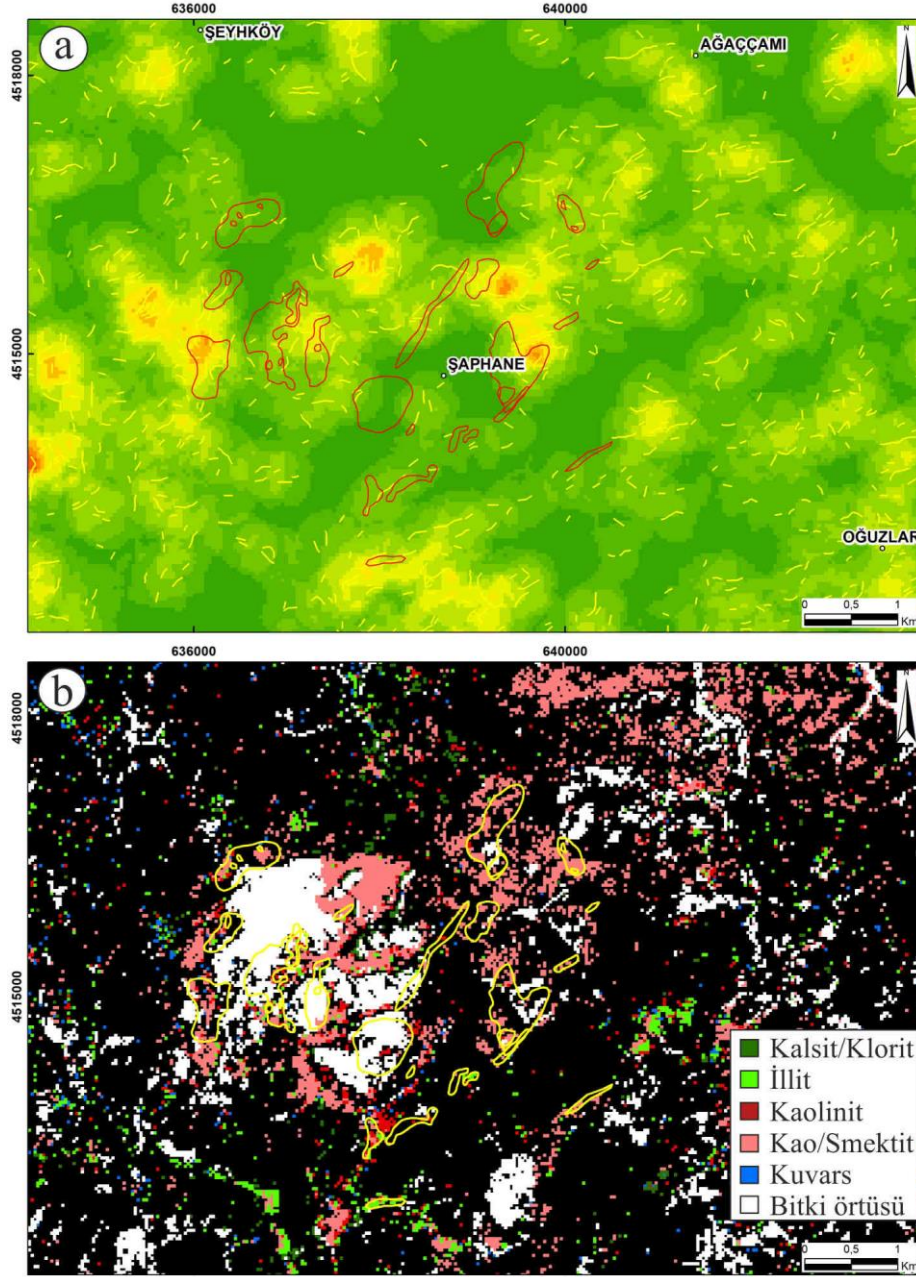 636000
640000
a
ŞEYHKÖY
AĞAÇÇAMI
N
4518000
4515000
ŞAPHANE
OĞUZLAR
0 0,5 1
Km
636000
640000
b
N
4518000
4515000
Kalsit/Klorit
İllit
Kaolinit
Kao/Smektit
Kuvars
Bitki örtüsü
0 0,5 1
Km